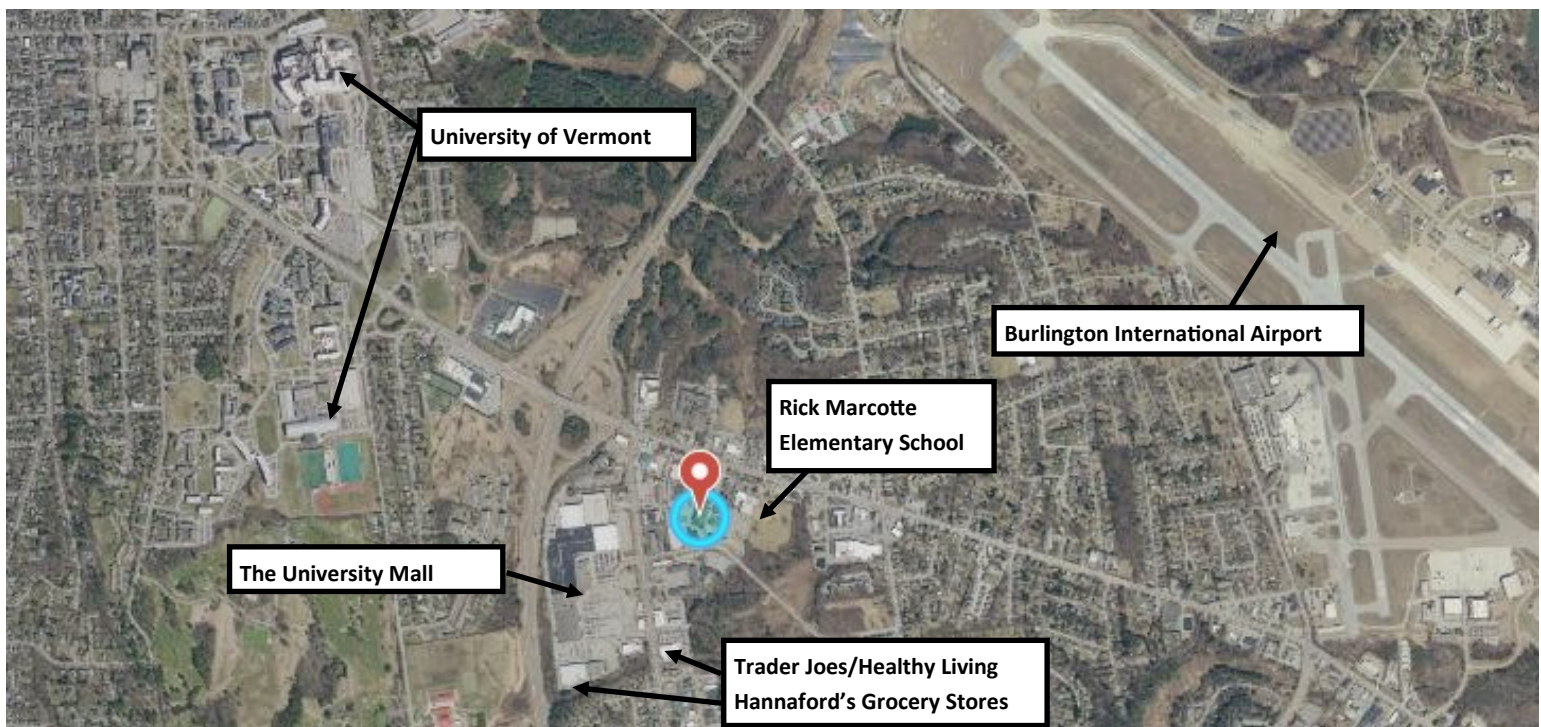 University of Vermont
Burlington International Airport
Rick Marcotte
Elementary School
The University Mall
Trader Joes/Healthy Living
Hannaford's Grocery Stores